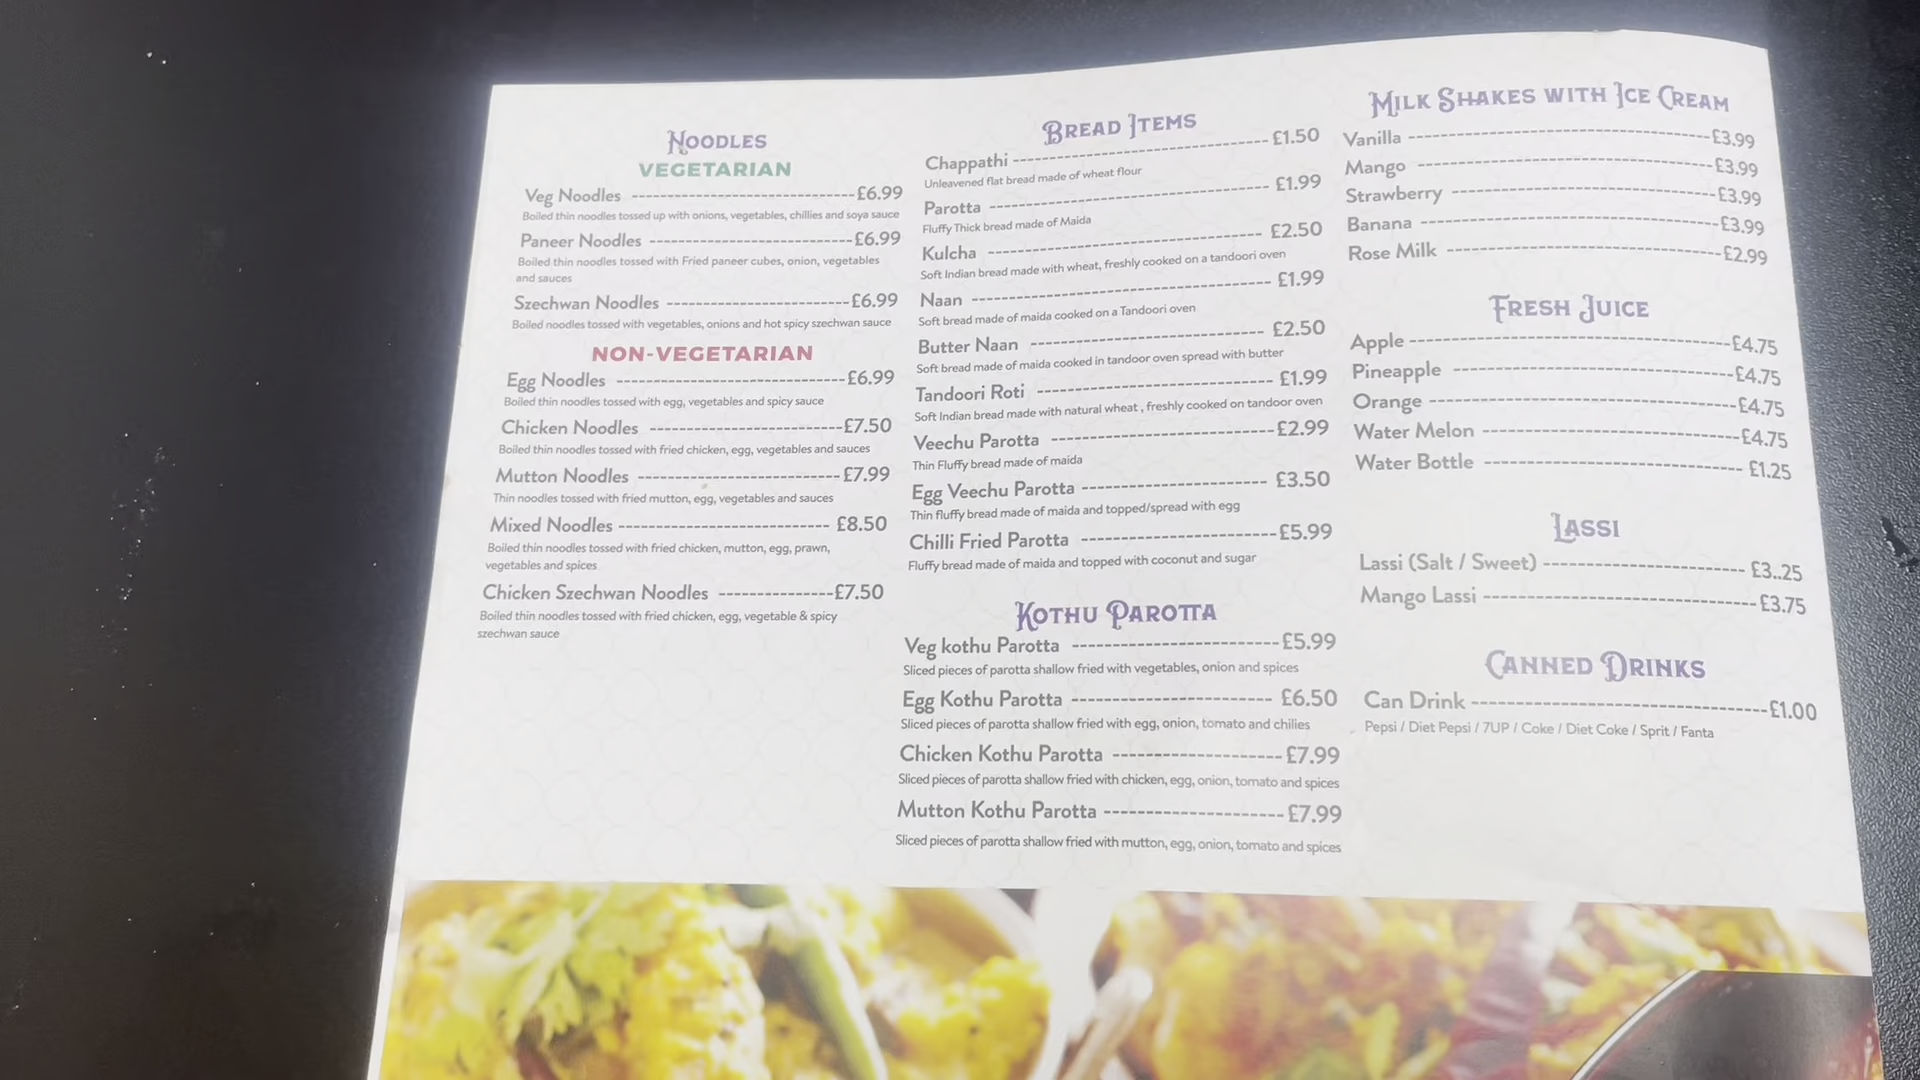 Noodles
VEGETARIAN
Veg Noodles ---------------------------- £6.99
Boiled thin noodles tossed up with onions, vegetables, chillies and soya sauce
Paneer Noodles ---------------------------- £6.99
Boiled thin noodles tossed with Fried paneer cubes, onion, vegetables
and sauces
Szechwan Noodles ------------------------- £6.99
Boiled noodles tossed with vegetables, onions and hot spicy szechwan sauce
NON-VEGETARIAN
Egg Noodles ------------------------------- £6.99
Boiled thin noodles tossed with egg, vegetables and spicy sauce
Chicken Noodles -------------------------- £7.50
Boiled thin noodles tossed with fried chicken, egg, vegetables and sauces
Mutton Noodles --------------------------- £7.99
Thin noodles tossed with fried mutton, egg, vegetables and sauces
Mixed Noodles ---------------------------- £8.50
Boiled thin noodles tossed with fried chicken, mutton, egg, prawn,
vegetables and spices
Chicken Szechwan Noodles --------------- £7.50
Boiled thin noodles tossed with fried chicken, egg, vegetable & spicy
szechwan sauce
Bread Items
Chappathi ---------------------------------- £1.50
Unleavened flat bread made of wheat flour
Parotta ------------------------------------- £1.99
Fluffy Thick bread made of Maida
Kulcha ------------------------------------- £2.50
Soft Indian bread made with wheat, freshly cooked on a tandoori oven
Naan --------------------------------------- £1.99
Soft bread made of maida cooked on a Tandoori oven
Butter Naan ------------------------------- £2.50
Soft bread made of maida cooked in tandoor oven spread with butter
Tandoori Roti ------------------------------ £1.99
Soft Indian bread made with natural wheat , freshly cooked on tandoor oven
Veechu Parotta ---------------------------- £2.99
Thin Fluffy bread made of maida
Egg Veechu Parotta ------------------------ £3.50
Thin fluffy bread made of maida and topped/spread with egg
Chilli Fried Parotta ------------------------- £5.99
Fluffy bread made of maida and topped with coconut and sugar
Kothu Parotta
Veg kothu Parotta --------------------------- £5.99
Sliced pieces of parotta shallow fried with vegetables, onion and spices
Egg Kothu Parotta -------------------------- £6.50
Sliced pieces of parotta shallow fried with egg, onion, tomato and chilies
Chicken Kothu Parotta ---------------------- £7.99
Sliced pieces of parotta shallow fried with chicken, egg, onion, tomato and spices
Mutton Kothu Parotta ----------------------- £7.99
Sliced pieces of parotta shallow fried with mutton, egg, onion, tomato and spices
Milk Shakes with Ice Cream
Vanilla --------------------------------------- £3.99
Mango --------------------------------------- £3.99
Strawberry ----------------------------------- £3.99
Banana -------------------------------------- £3.99
Rose Milk ------------------------------------ £2.99
Fresh Juice
Apple ---------------------------------------- £4.75
Pineapple ------------------------------------ £4.75
Orange --------------------------------------- £4.75
Water Melon --------------------------------- £4.75
Water Bottle --------------------------------- £1.25
Lassi
Lassi (Salt / Sweet) -------------------------- £3..25
Mango Lassi --------------------------------- £3.75
Canned Drinks
Can Drink ------------------------------------ £1.00
Pepsi / Diet Pepsi / 7UP / Coke / Diet Coke / Sprit / Fanta